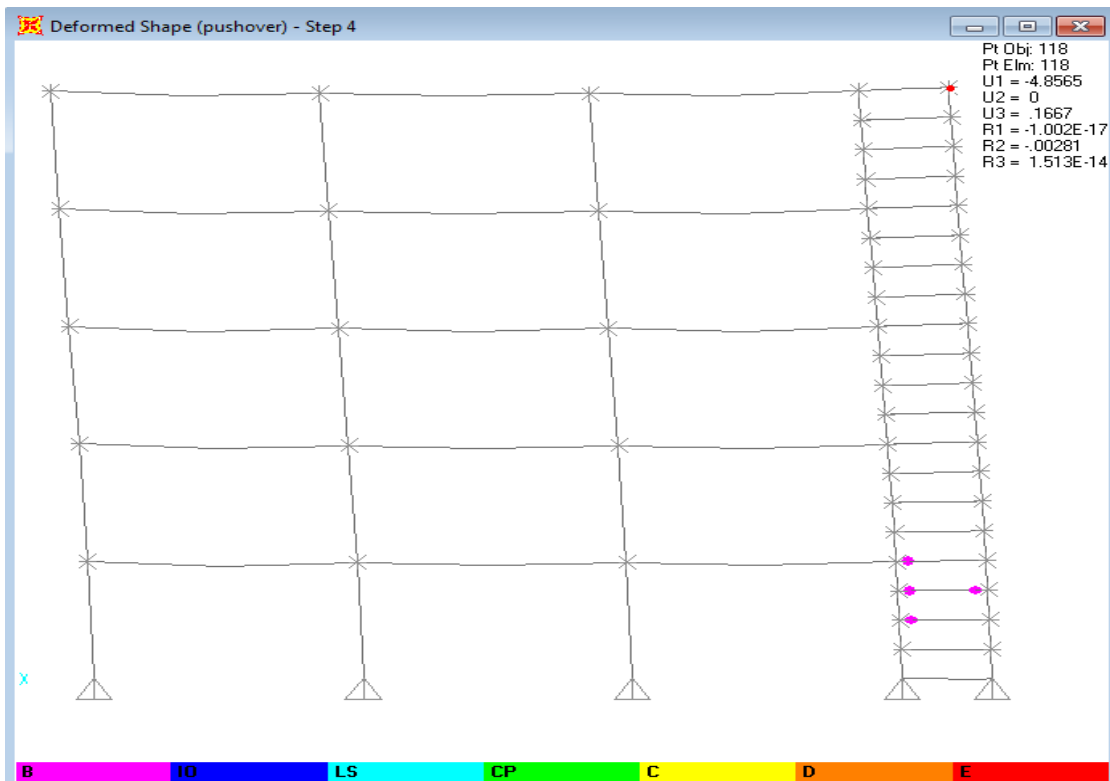 Deformed Shape (pushover) - Step 4
Pt Obj: 118
Pt Elm: 118
U1 = -4.8565
U2 = 0
U3 = .1667
R1 = -1.002E-17
R2 = -.00281
R3 = 1.513E-14
X
B IO LS CP C D E